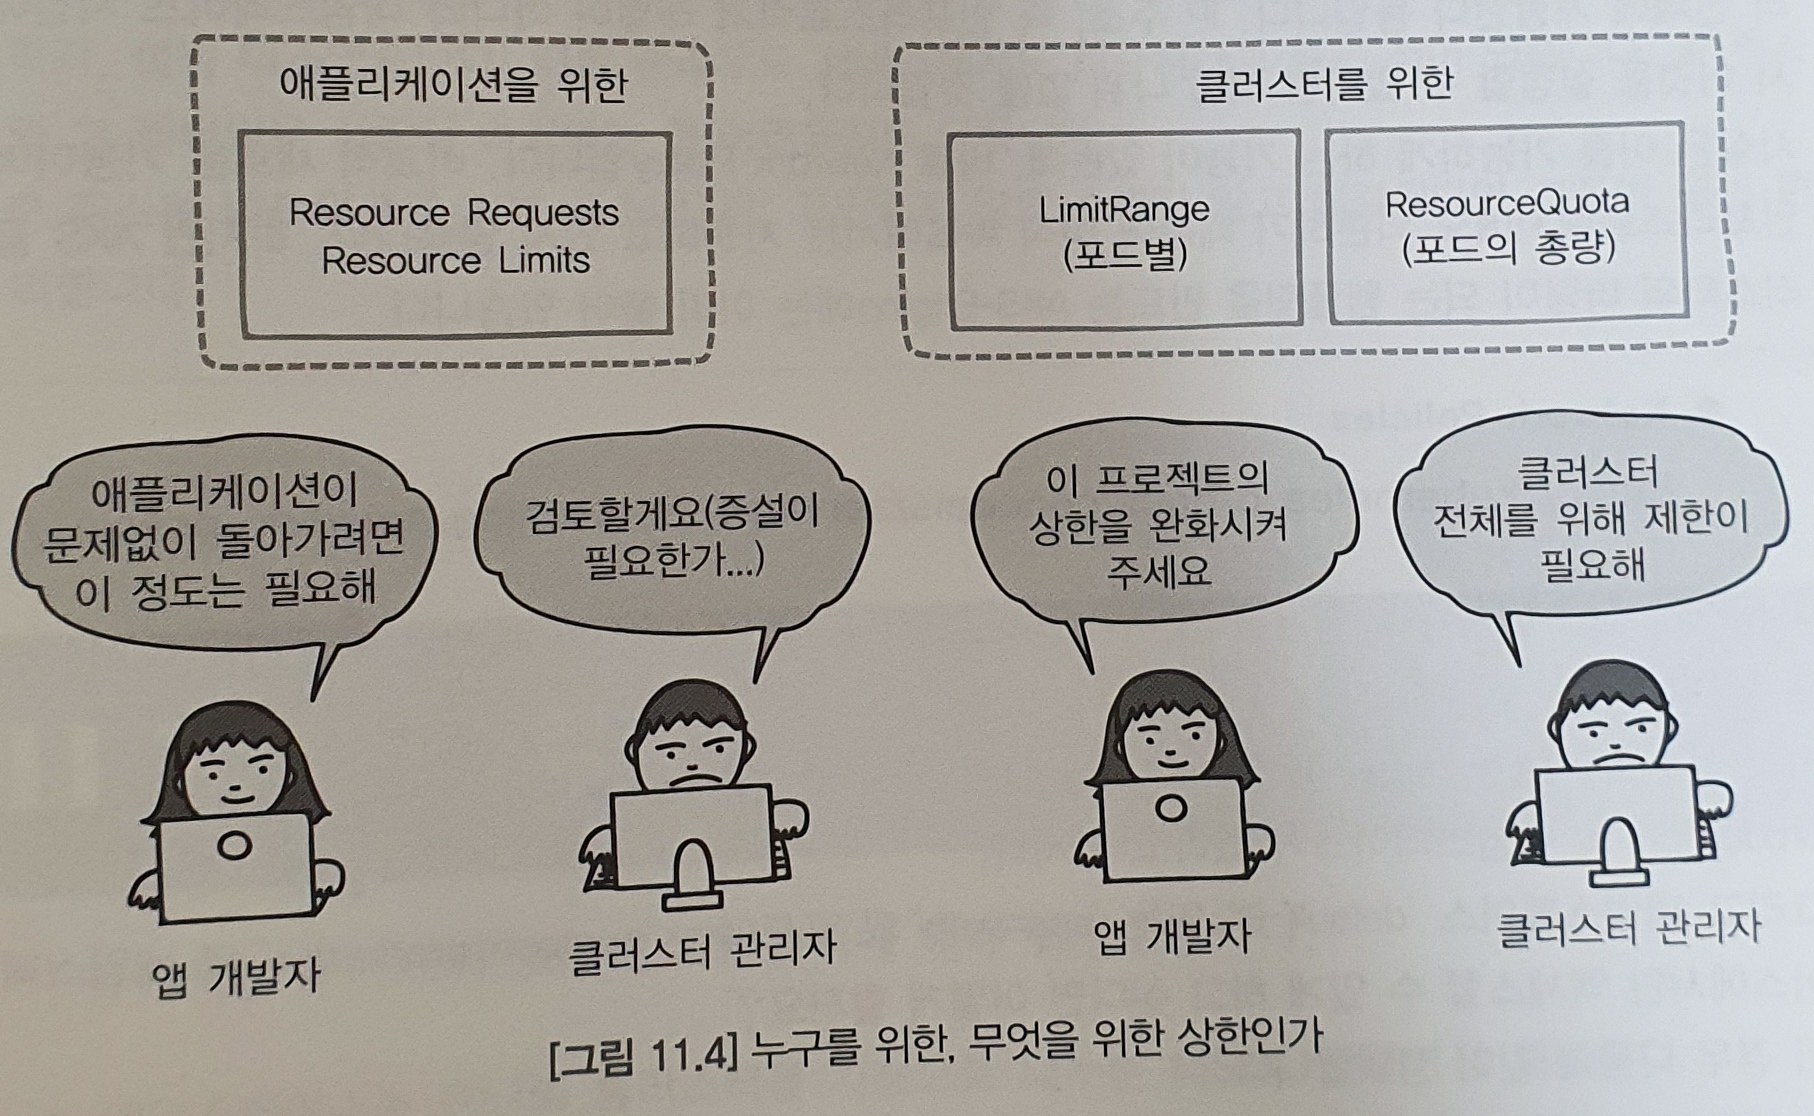 애플리케이션을 위한
Resource Requests
Resource Limits
클러스터를 위한
LimitRange
(포드별)
ResourceQuota
(포드의 총량)
애플리케이션이
문제없이 돌아가려면
이 정도는 필요해
검토할게요(증설이
필요한가...)
이 프로젝트의
상한을 완화시켜
주세요
클러스터
전체를 위해 제한이
필요해
앱 개발자
클러스터 관리자
앱 개발자
클러스터 관리자
[그림 11.4] 누구를 위한, 무엇을 위한 상한인가